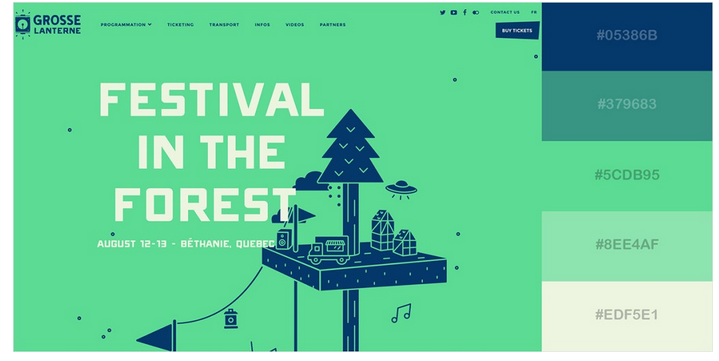 GROSSE
LANTERNE
PROGRAMMATION TICKETING TRANSPORT INFOS VIDEOS PARTNERS
CONTACT US FR
BUY TICKETS
FESTIVAL
IN THE
FOREST
AUGUST 12-13 - BÉTHANIE, QUEBEC
#05386B
#379683
#5CDB95
#8EE4AF
#EDF5E1